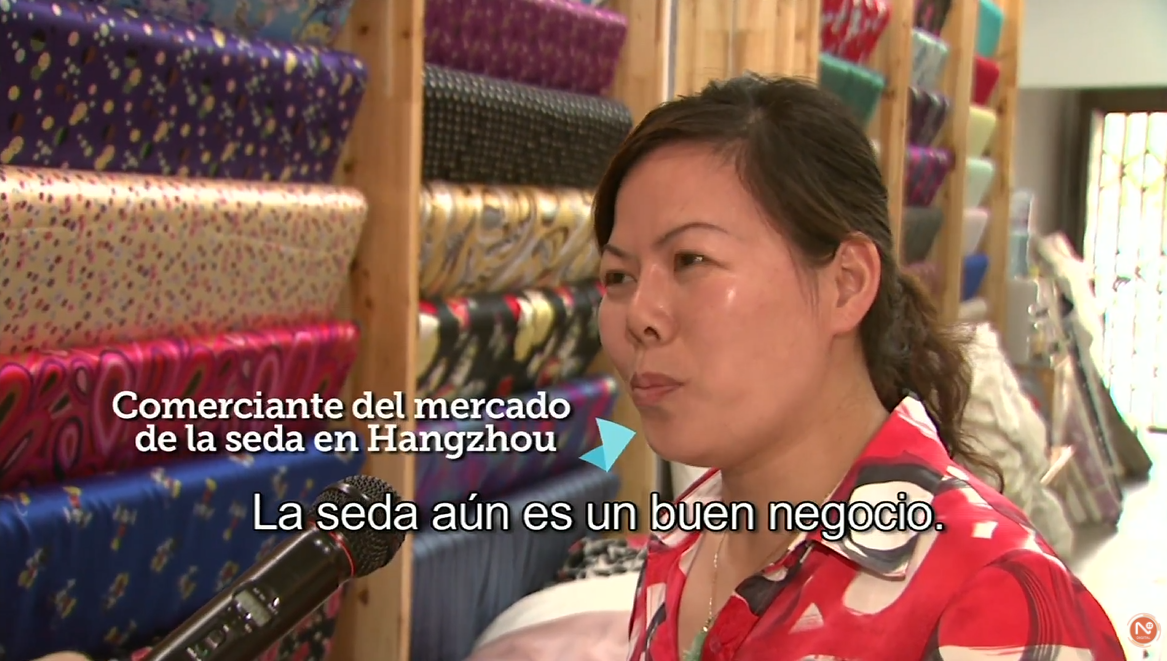 Comerciante del mercado
de la seda en Hangzhou
La seda aún es un buen negocio.
N